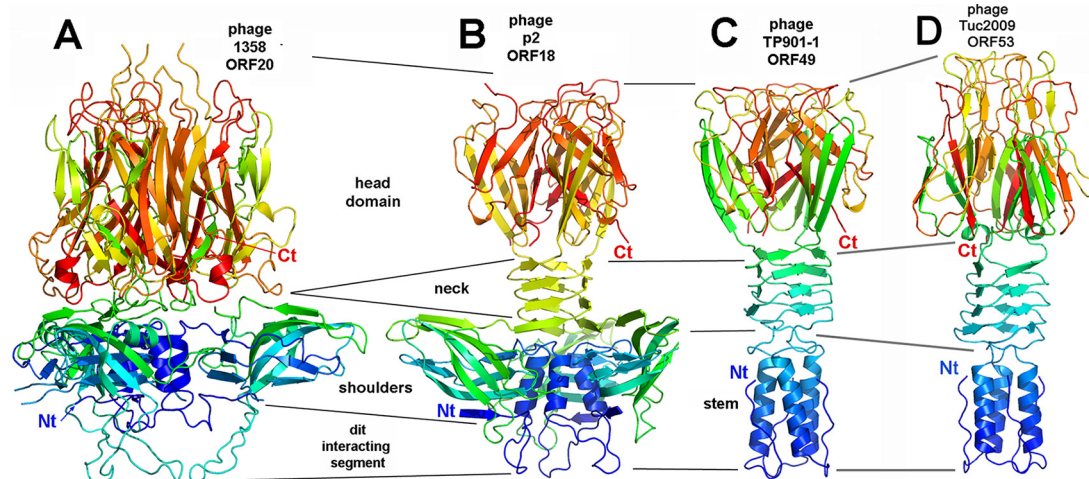 A
phage
1358
ORF20
B
phage
p2
ORF18
C
phage
TP901-1
ORF49
D
phage
Tuc2009
ORF53
head
domain
Ct
Ct
Ct
Ct
neck
shoulders
Nt
Nt
stem
Nt
Nt
dit
interacting
segment